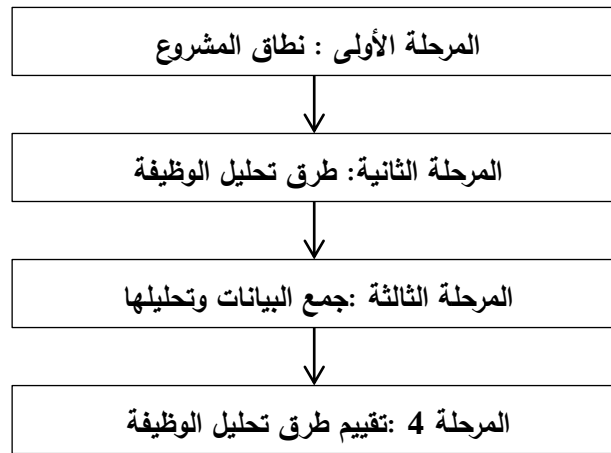 المرحلة الأولى : نطاق المشروع
المرحلة الثانية: طرق تحليل الوظيفة
المرحلة الثالثة :جمع البيانات وتحليلها
المرحلة 4 :تقييم طرق تحليل الوظيفة